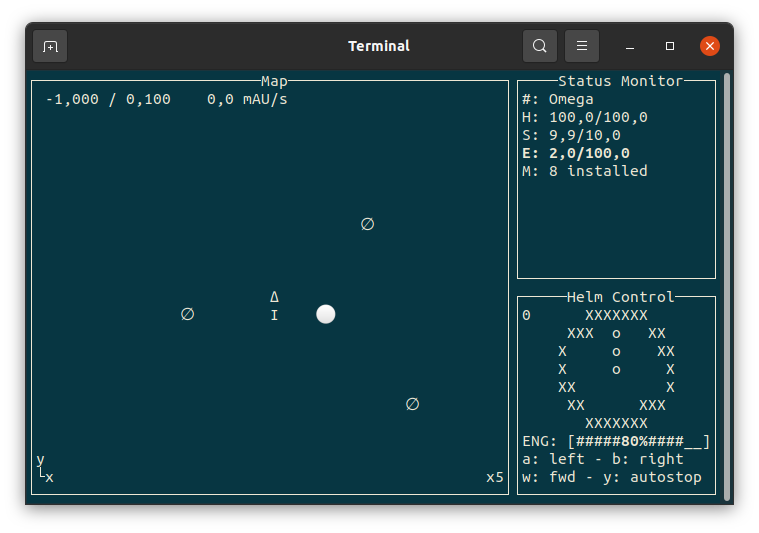 Terminal
Map
-1,000 / 0,100    0,0 mAU/s
∅
Δ
∅ I
∅
y
x
x5
Status Monitor
#: Omega
H: 100,0/100,0
S: 9,9/10,0
E: 2,0/100,0
M: 8 installed
Helm Control
0      XXXXXXX
XXX  o   XX
X     o    XX
X     o     X
XX          X
XX      XXX
XXXXXXX
ENG: [#####80%####__]
a: left - b: right
w: fwd - y: autostop